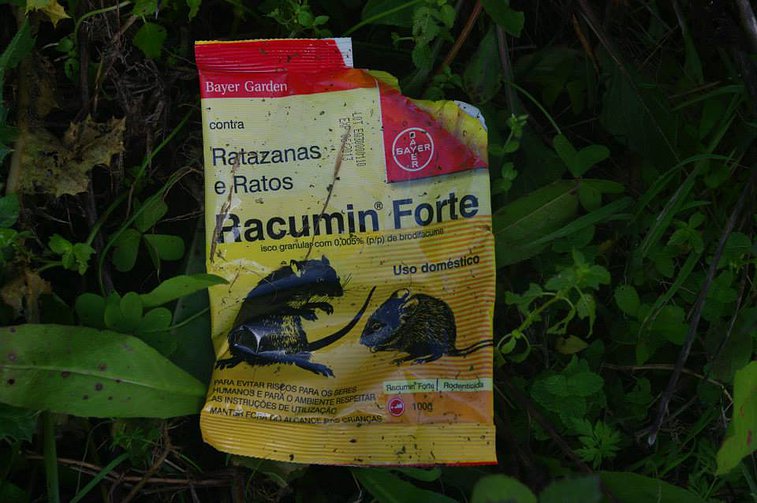 Bayer Garden
contra
Ratazanas
e Ratos
BAYER
BAYER
Racumin® Forte
isco granular com 0,005% (p/p) de brodifacume
Uso doméstico
PARA EVITAR RISCOS PARA OS SERES
HUMANOS E PARA O AMBIENTE RESPEITAR
AS INSTRUÇÕES DE UTILIZAÇÃO
MANTER FORA DO ALCANCE DAS CRIANÇAS
Racumin® Forte Rodenticida
100g